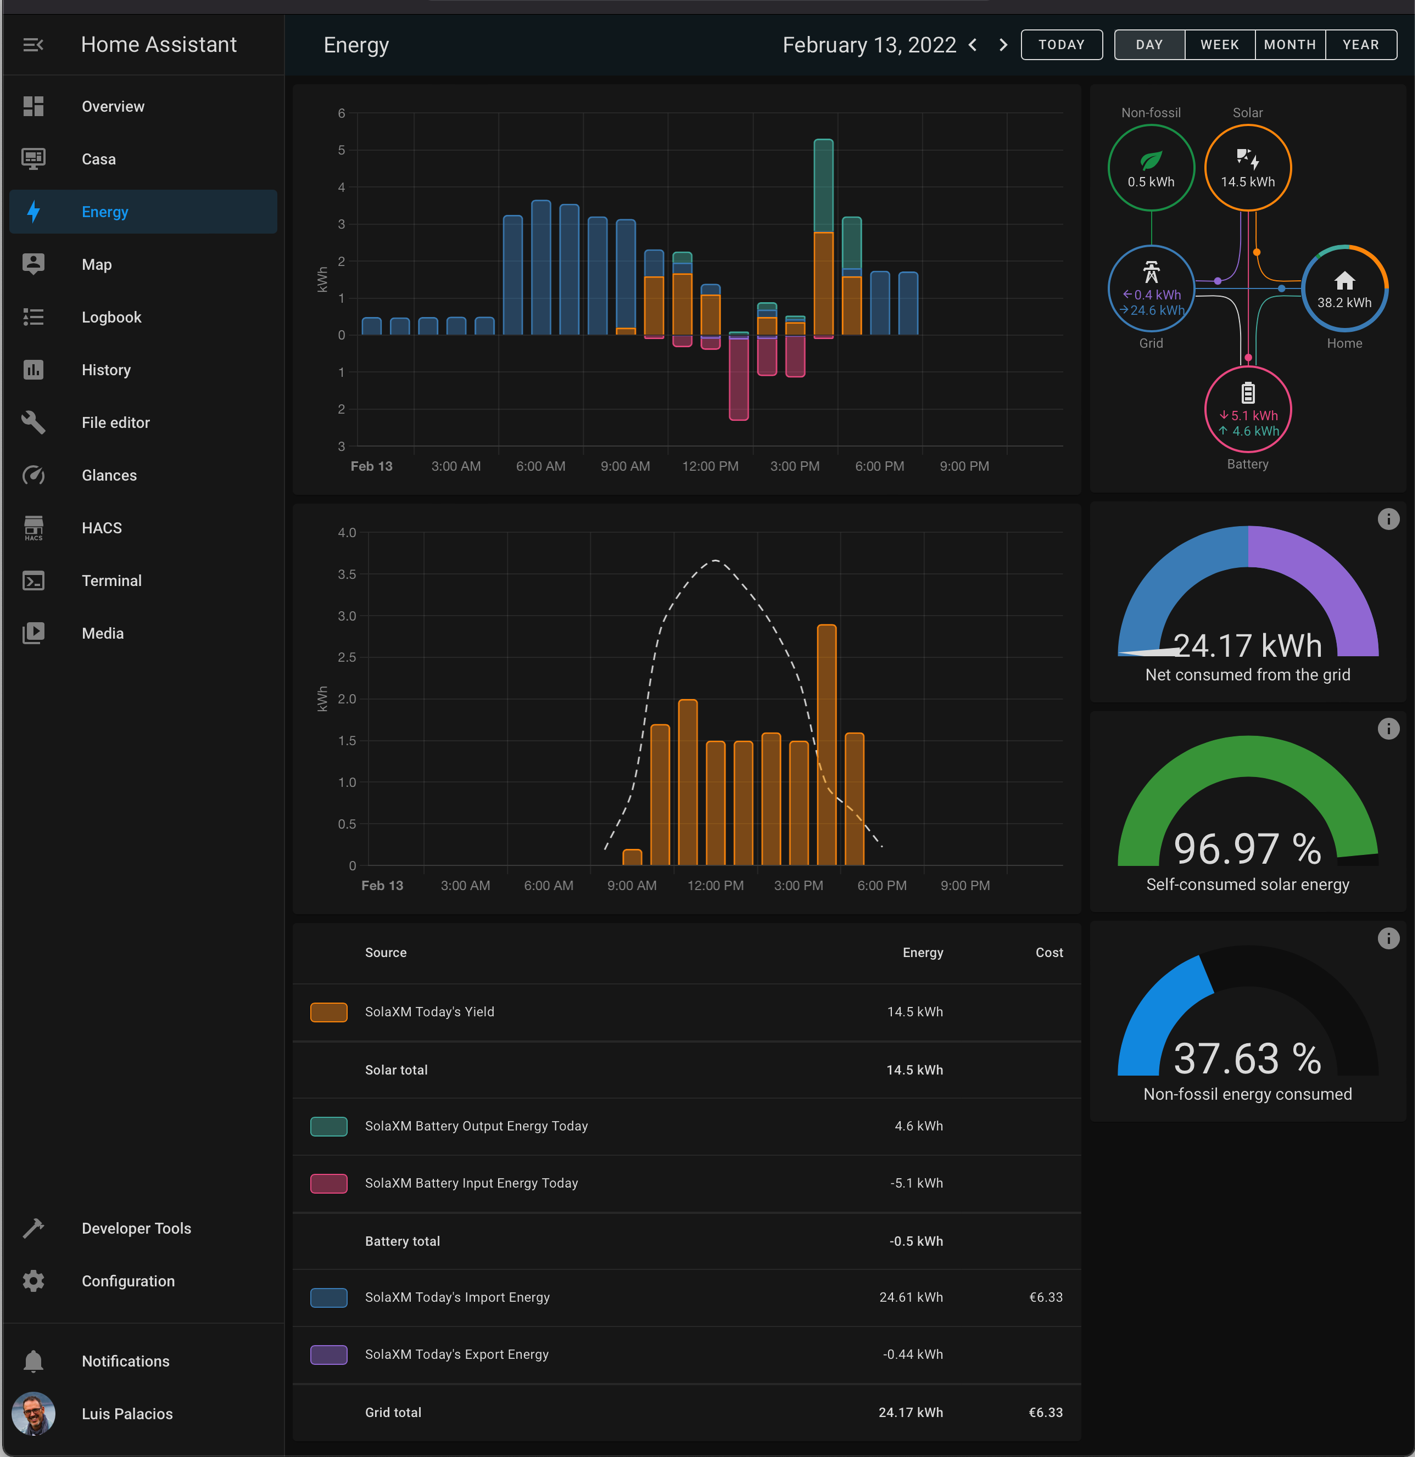 Home Assistant
Energy
February 13, 2022
TODAY
DAY
WEEK
MONTH
YEAR
Overview
Casa
Energy
Map
Logbook
History
File editor
Glances
HACS
HACS
Terminal
Media
Developer Tools
Configuration
Notifications
Luis Palacios
6
5
4
3
2
1
0
1
2
3
kWh
Feb 13
3:00 AM
6:00 AM
9:00 AM
12:00 PM
3:00 PM
6:00 PM
9:00 PM
4.0
3.5
3.0
2.5
2.0
1.5
1.0
0.5
0
kWh
Feb 13
3:00 AM
6:00 AM
9:00 AM
12:00 PM
3:00 PM
6:00 PM
9:00 PM
Source Energy Cost
SolaXM Today's Yield 14.5 kWh
Solar total 14.5 kWh
SolaXM Battery Output Energy Today 4.6 kWh
SolaXM Battery Input Energy Today -5.1 kWh
Battery total -0.5 kWh
SolaXM Today's Import Energy 24.61 kWh €6.33
SolaXM Today's Export Energy -0.44 kWh
Grid total 24.17 kWh €6.33
Non-fossil
0.5 kWh
Solar
14.5 kWh
←0.4 kWh
→24.6 kWh
Grid
38.2 kWh
Home
↓5.1 kWh
↑ 4.6 kWh
Battery
24.17 kWh
Net consumed from the grid
96.97 %
Self-consumed solar energy
37.63 %
Non-fossil energy consumed